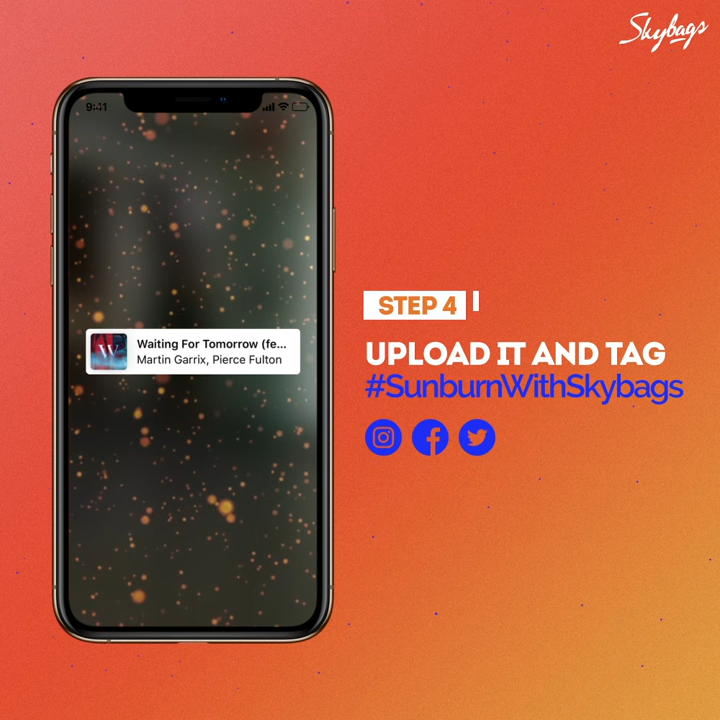 Skybags
9:41
Waiting For Tomorrow (fe...
Martin Garrix, Pierce Fulton
W
STEP 4
UPLOAD IT AND TAG
#SunburnWithSkybags